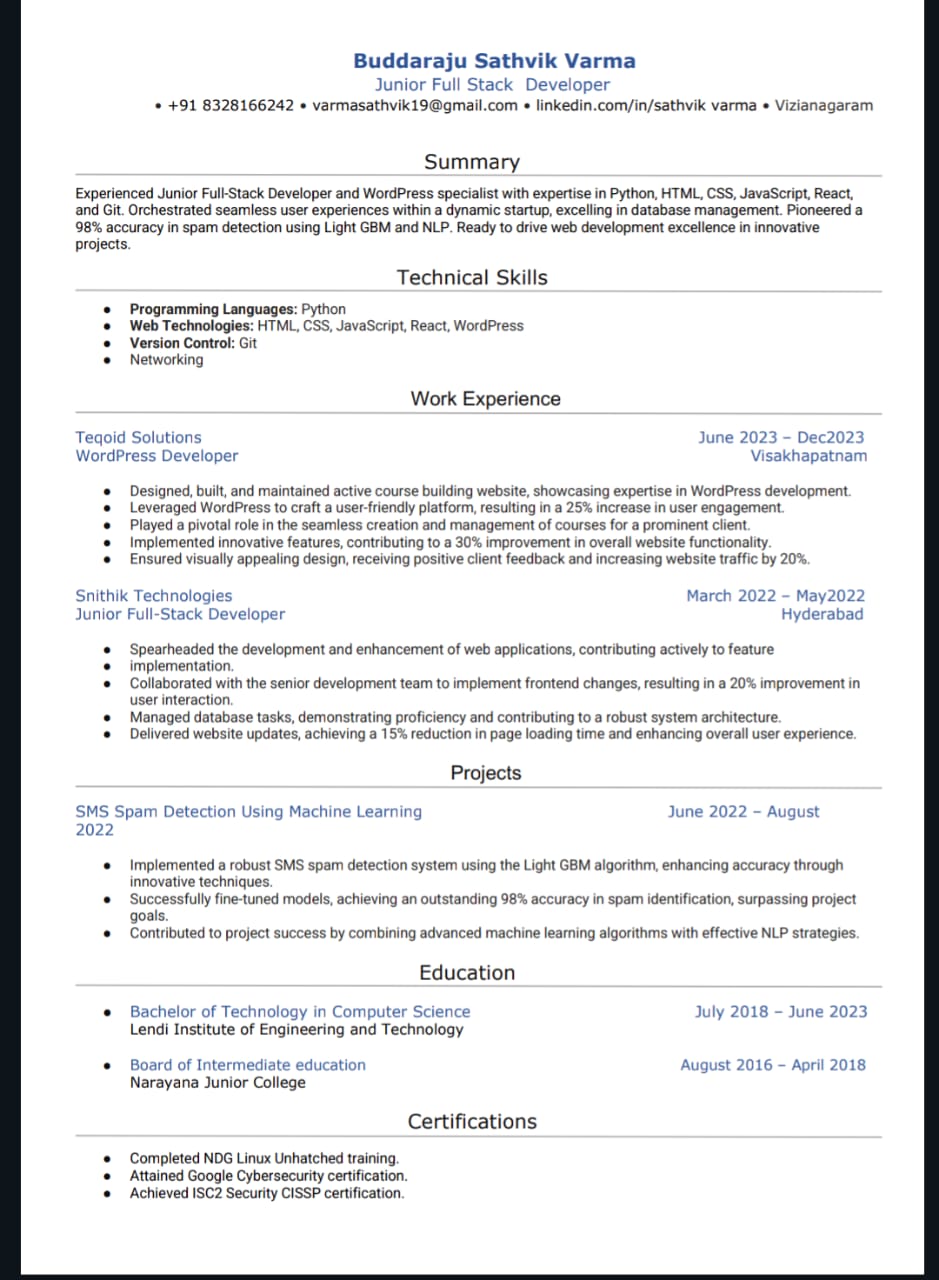 Buddaraju Sathvik Varma
Junior Full Stack Developer
• +91 8328166242 • varmasathvik19@gmail.com • linkedin.com/in/sathvik varma • Vizianagaram
Summary
Experienced Junior Full-Stack Developer and WordPress specialist with expertise in Python, HTML, CSS, JavaScript, React,
and Git. Orchestrated seamless user experiences within a dynamic startup, excelling in database management. Pioneered a
98% accuracy in spam detection using Light GBM and NLP. Ready to drive web development excellence in innovative
projects.
Technical Skills
● Programming Languages: Python
● Web Technologies: HTML, CSS, JavaScript, React, WordPress
● Version Control: Git
● Networking
Work Experience
Teqoid Solutions June 2023 – Dec2023
WordPress Developer Visakhapatnam
● Designed, built, and maintained active course building website, showcasing expertise in WordPress development.
● Leveraged WordPress to craft a user-friendly platform, resulting in a 25% increase in user engagement.
● Played a pivotal role in the seamless creation and management of courses for a prominent client.
● Implemented innovative features, contributing to a 30% improvement in overall website functionality.
● Ensured visually appealing design, receiving positive client feedback and increasing website traffic by 20%.
Snithik Technologies March 2022 – May2022
Junior Full-Stack Developer Hyderabad
● Spearheaded the development and enhancement of web applications, contributing actively to feature
● implementation.
● Collaborated with the senior development team to implement frontend changes, resulting in a 20% improvement in
user interaction.
● Managed database tasks, demonstrating proficiency and contributing to a robust system architecture.
● Delivered website updates, achieving a 15% reduction in page loading time and enhancing overall user experience.
Projects
SMS Spam Detection Using Machine Learning June 2022 – August
2022
● Implemented a robust SMS spam detection system using the Light GBM algorithm, enhancing accuracy through
innovative techniques.
● Successfully fine-tuned models, achieving an outstanding 98% accuracy in spam identification, surpassing project
goals.
● Contributed to project success by combining advanced machine learning algorithms with effective NLP strategies.
Education
● Bachelor of Technology in Computer Science July 2018 – June 2023
Lendi Institute of Engineering and Technology
● Board of Intermediate education August 2016 – April 2018
Narayana Junior College
Certifications
● Completed NDG Linux Unhatched training.
● Attained Google Cybersecurity certification.
● Achieved ISC2 Security CISSP certification.